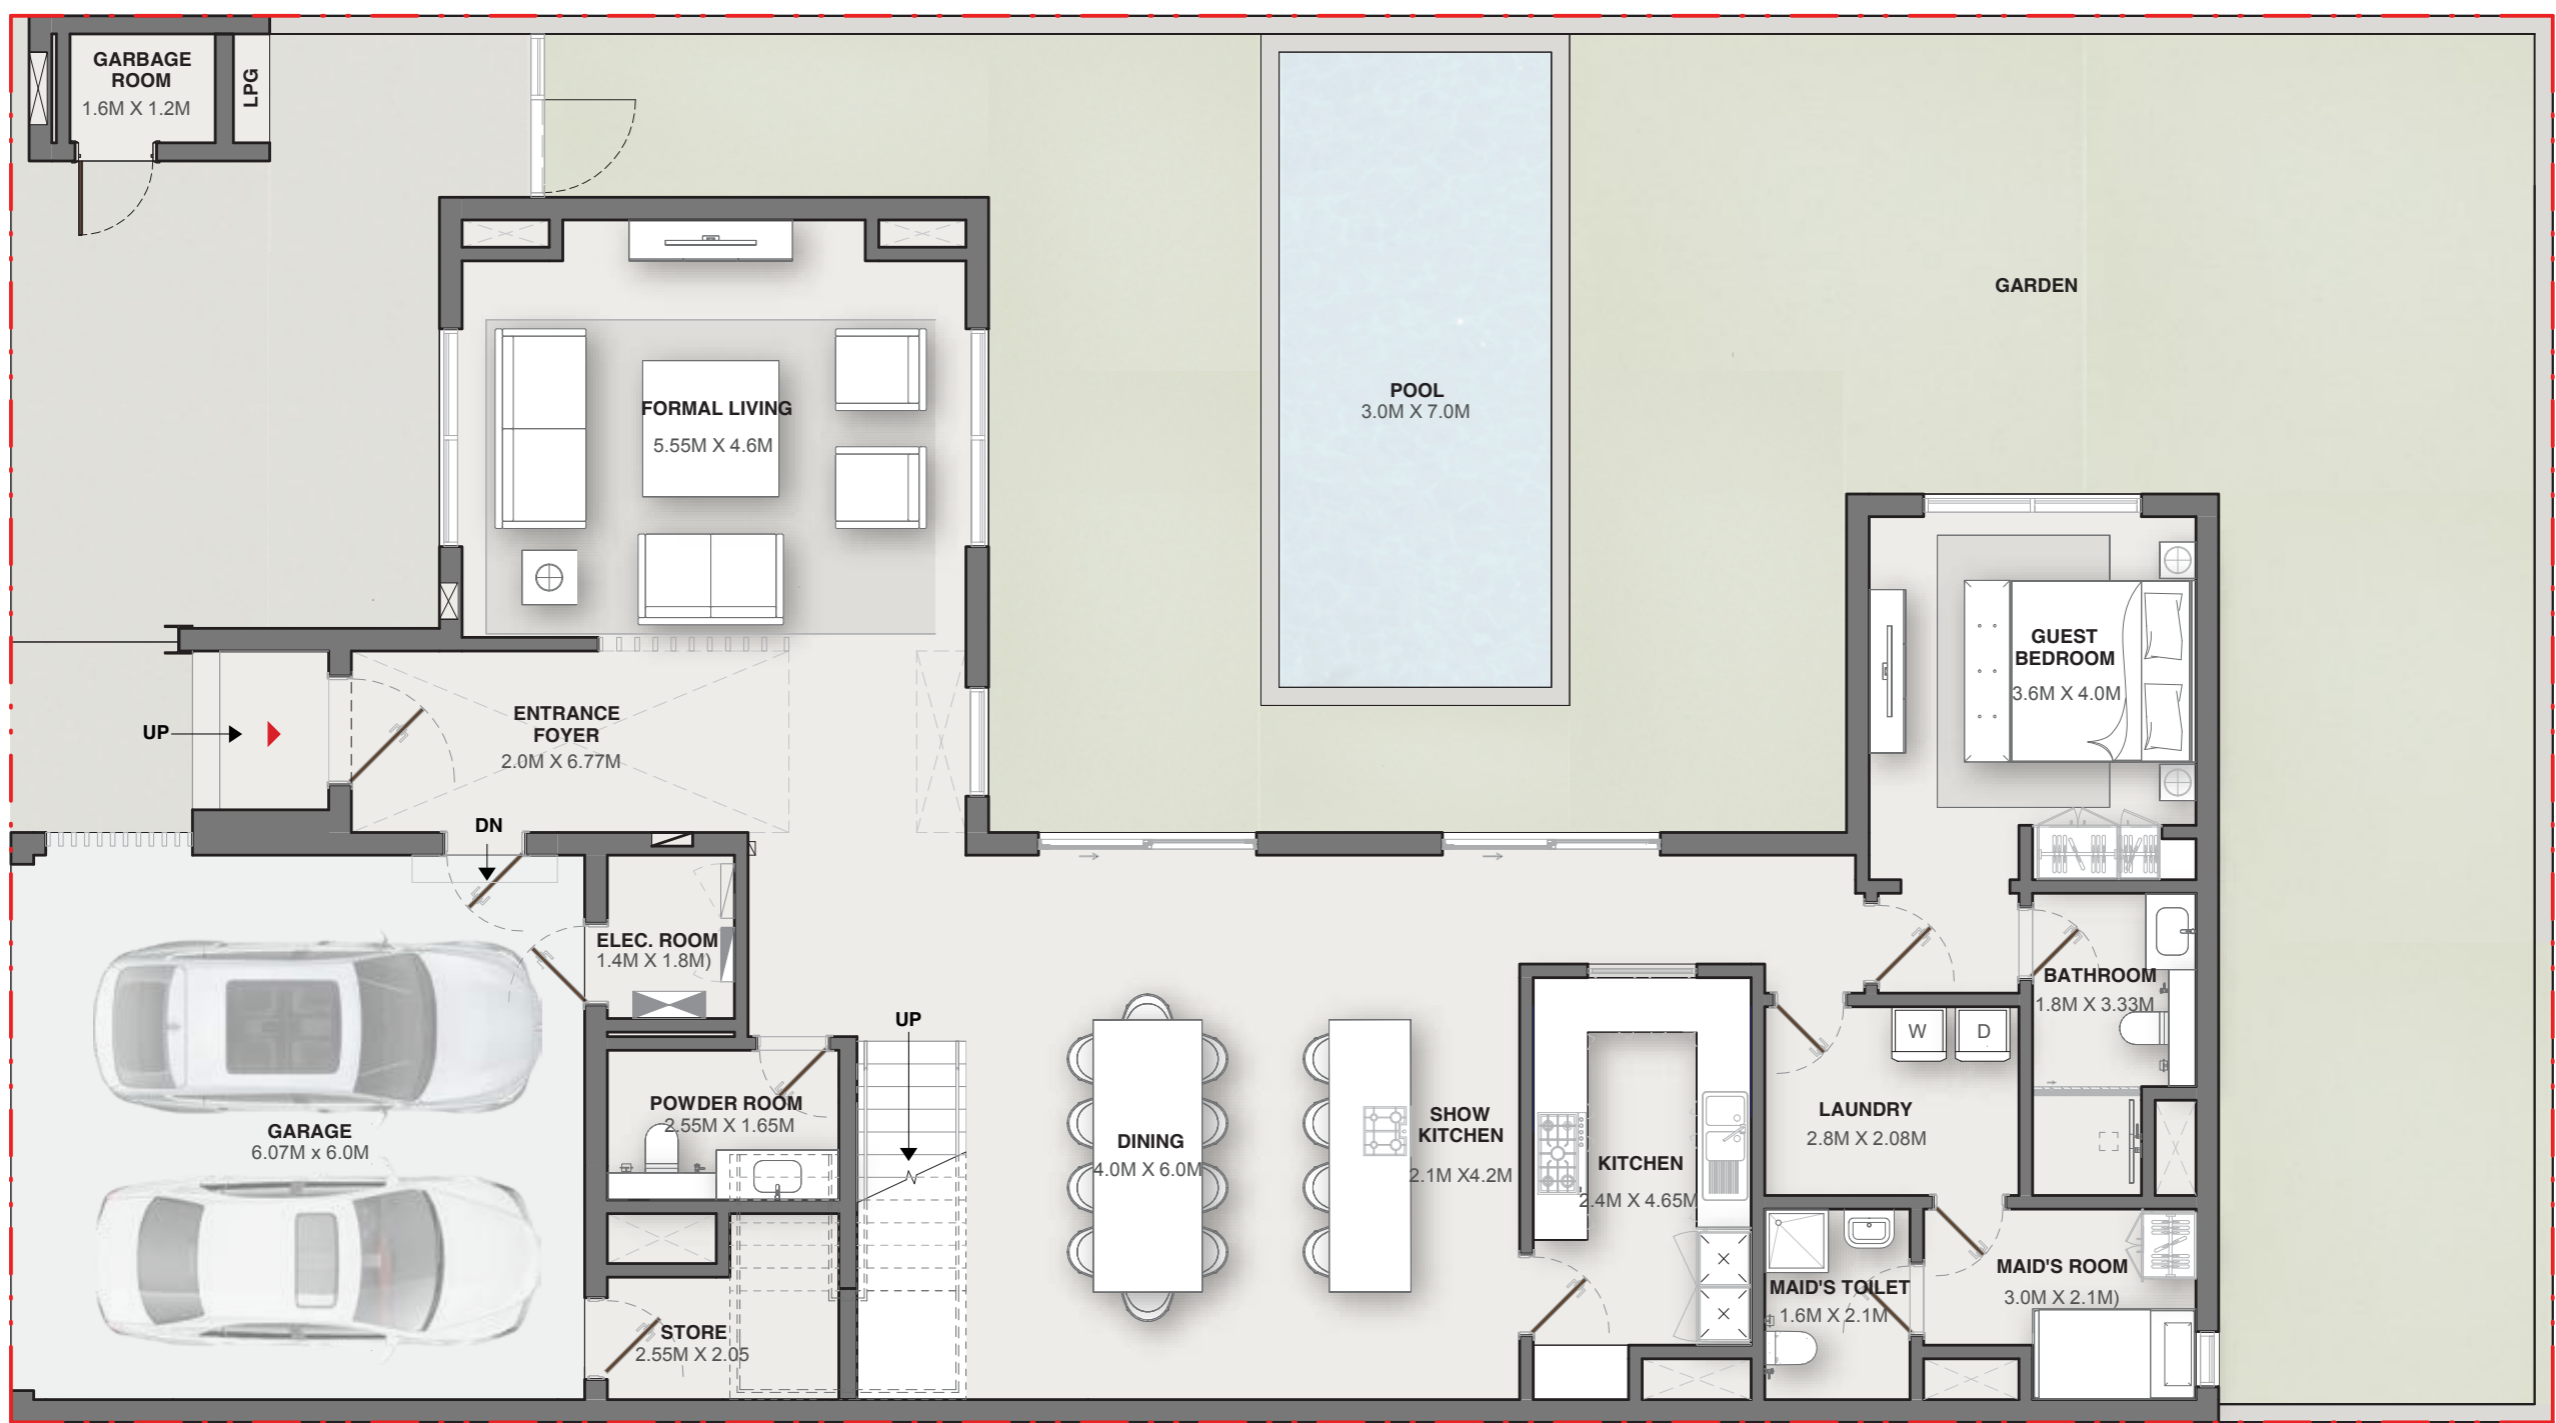 GARBAGE
ROOM
1.6M X 1.2M
LPG
GARDEN
POOL
3.0M X 7.0M
FORMAL LIVING
5.55M X 4.6M
GUEST
BEDROOM
3.6M X 4.0M
UP
ENTRANCE
FOYER
2.0M X 6.77M
DN
ELEC. ROOM
1.4M X 1.8M)
BATHROOM
1.8M X 3.33M
UP
W
D
POWDER ROOM
2.55M X 1.65M
GARAGE
6.07M x 6.0M
DINING
4.0M X 6.0M
SHOW
KITCHEN
2.1M X4.2M
KITCHEN
2.4M X 4.65M
LAUNDRY
2.8M X 2.08M
MAID'S TOILET
1.6M X 2.1M
MAID'S ROOM
3.0M X 2.1M)
STORE
2.55M X 2.05